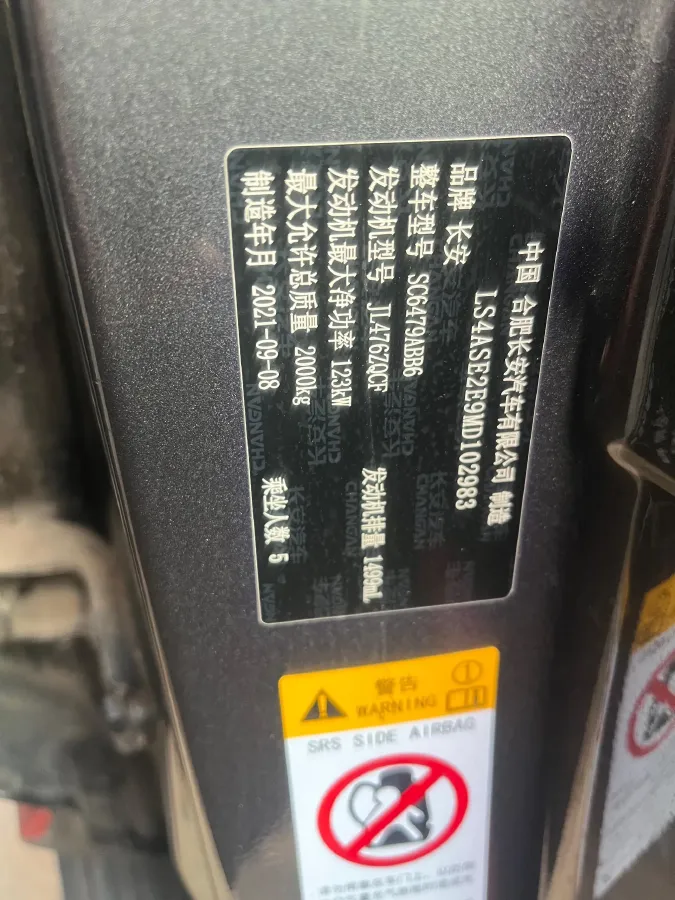 中国 合肥长安汽车有限公司 制造
LS4ASE2E9MD102983
品牌 长安
整车型号 SC6479ABB6
发动机型号 JL476ZQCF 发动机排量 1499mL
发动机最大净功率 123kW
最大允许总质量 2000kg
制造年月 2021-09-08 乘坐人数 5
警告
WARNING
SRS SIDE AIRBAG